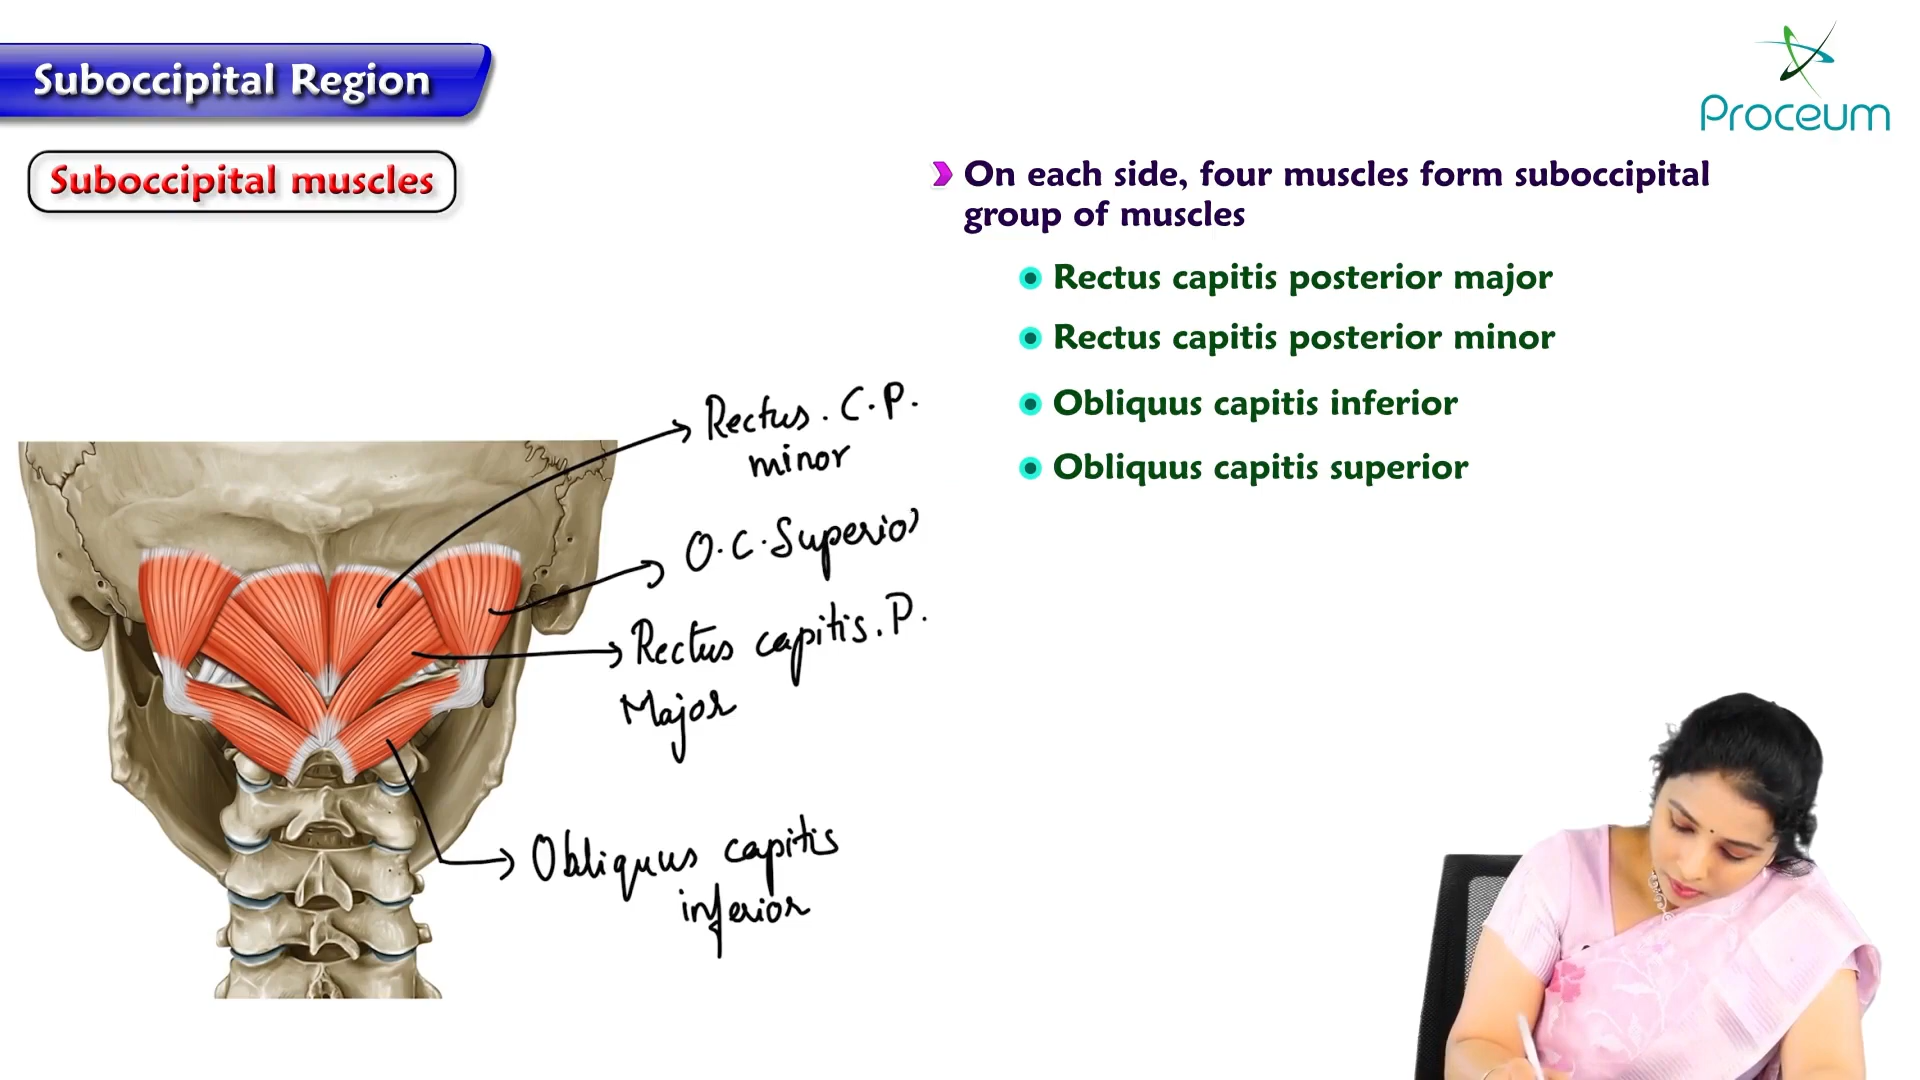 Suboccipital Region
Proceum
Suboccipital muscles
On each side, four muscles form suboccipital
group of muscles
Rectus capitis posterior major
Rectus capitis posterior minor
Obliquus capitis inferior
Obliquus capitis superior
Rectus. C.P.
minor
O.C.Superior
Rectus capitis. P.
Major
Obliquus capitis
inferior